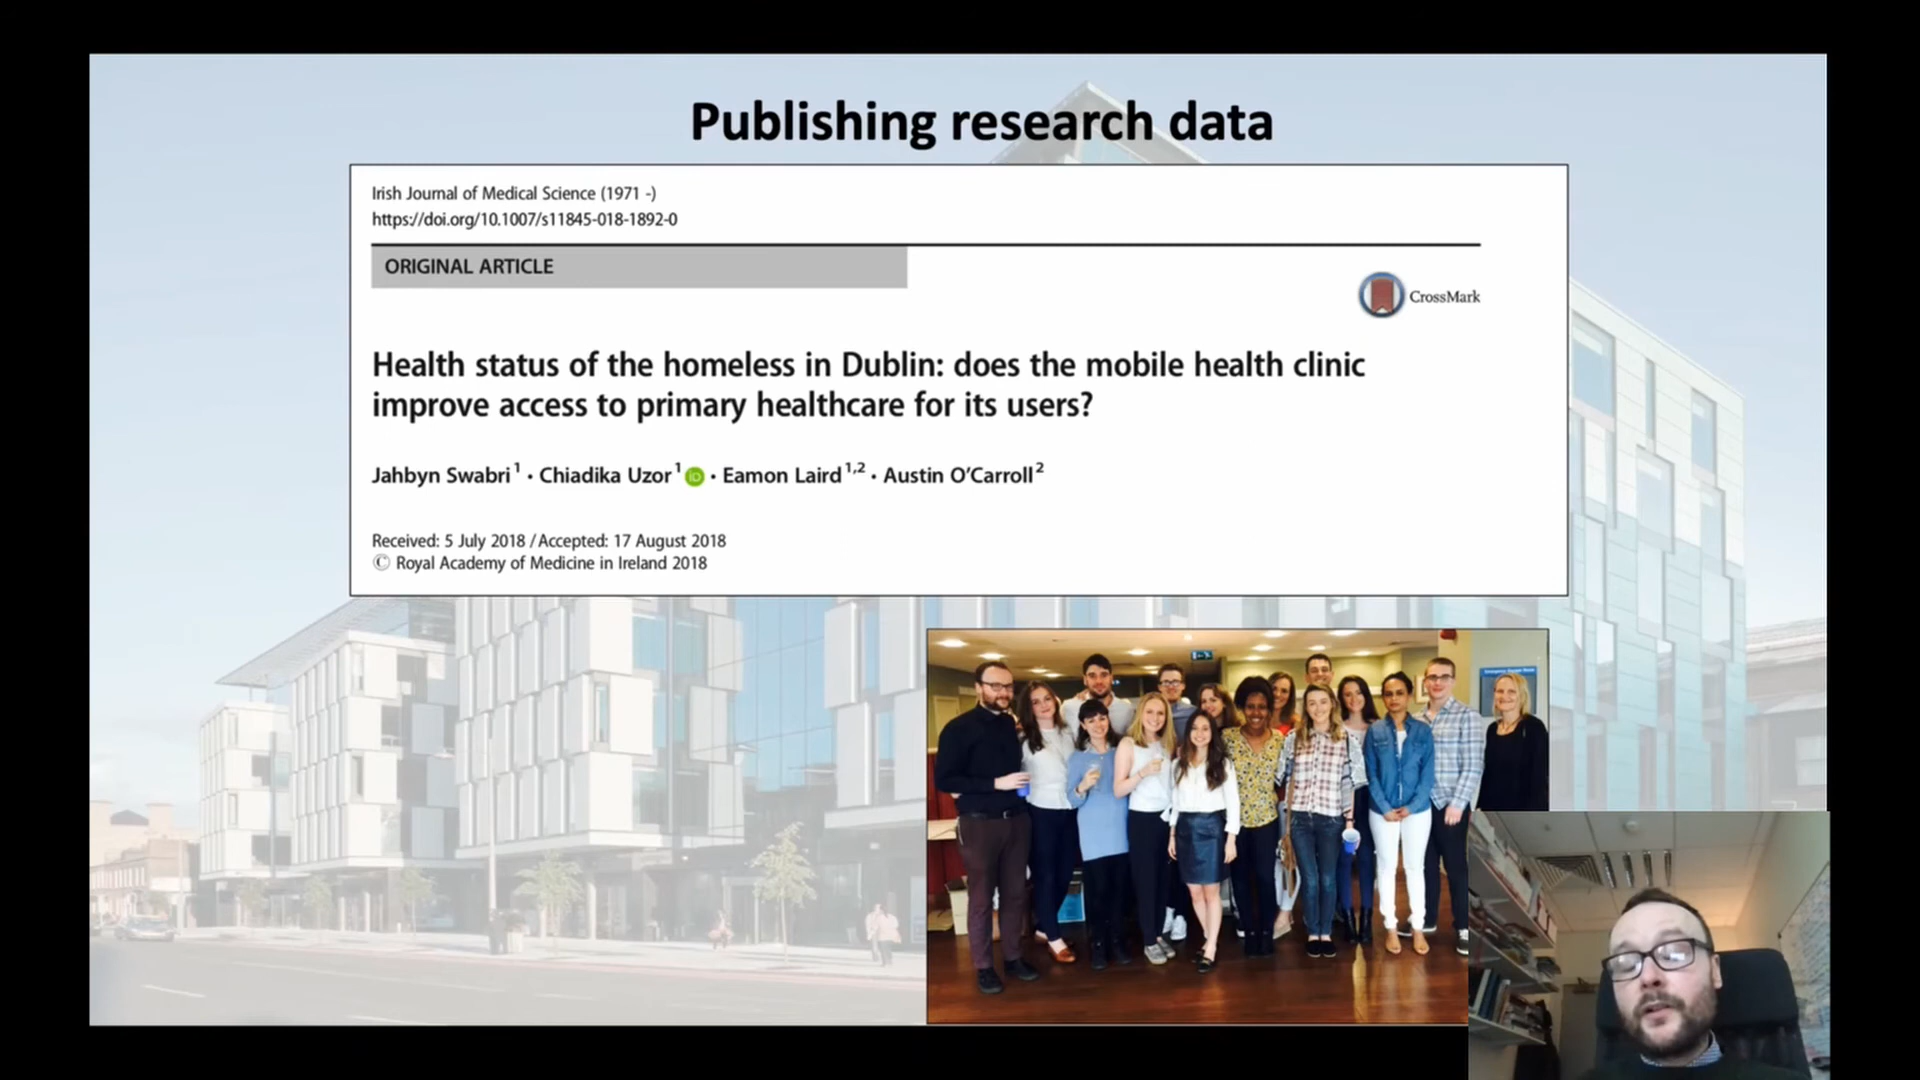 Publishing research data
Irish Journal of Medical Science (1971 -)
https://doi.org/10.1007/s11845-018-1892-0
ORIGINAL ARTICLE
CrossMark
Health status of the homeless in Dublin: does the mobile health clinic
improve access to primary healthcare for its users?
Jahbyn Swabri1 · Chiadika Uzor1 iD · Eamon Laird1,2 · Austin O'Carroll2
Received: 5 July 2018 / Accepted: 17 August 2018
© Royal Academy of Medicine in Ireland 2018